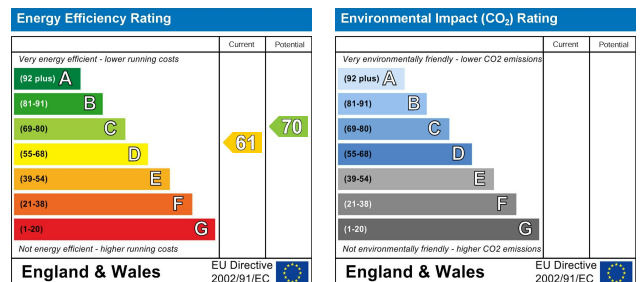 Energy Efficiency Rating
Current Potential
Very energy efficient - lower running costs
(92 plus) A
(81-91) B
(69-80) C
(55-68) D
(39-54) E
(21-38) F
(1-20) G
61
70
Not energy efficient - higher running costs
England & Wales
EU Directive
2002/91/EC
Environmental Impact (CO₂) Rating
Current Potential
Very environmentally friendly - lower CO2 emissions
(92 plus) A
(81-91) B
(69-80) C
(55-68) D
(39-54) E
(21-38) F
(1-20) G
Not environmentally friendly - higher CO2 emissions
England & Wales
EU Directive
2002/91/EC